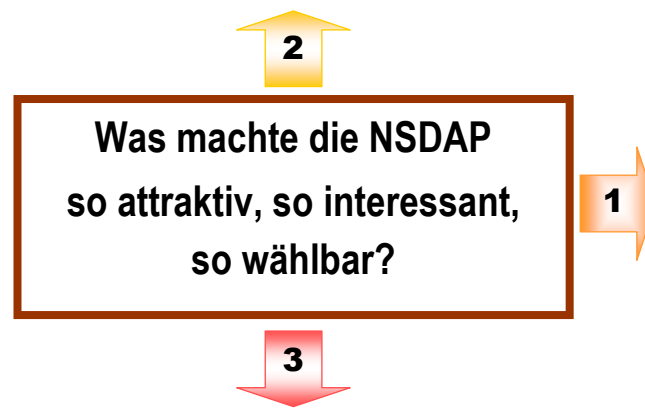 2
Was machte die NSDAP
so attraktiv, so interessant,
so wählbar?
1
3